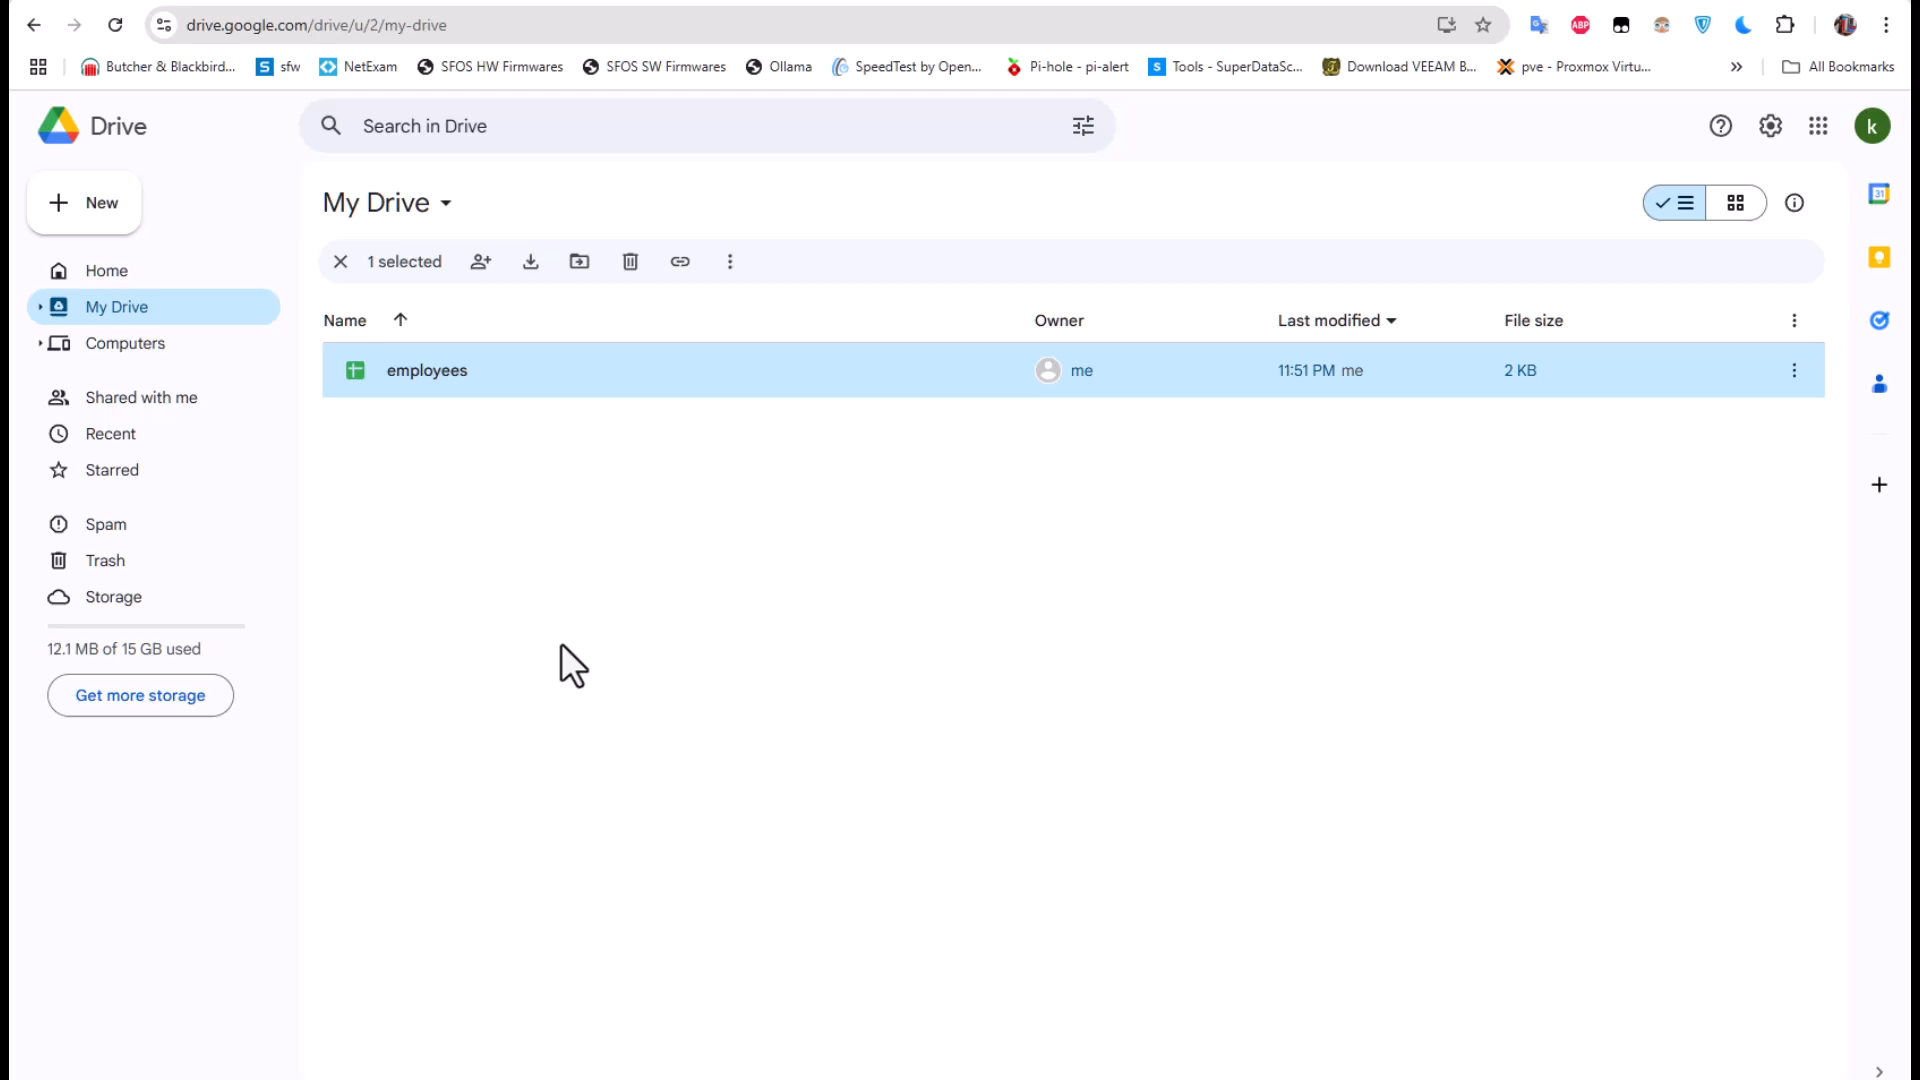 drive.google.com/drive/u/2/my-drive
ABP
Butcher & Blackbird...
S sfw
NetExam
SFOS HW Firmwares
SFOS SW Firmwares
Ollama
SpeedTest by Open...
Pi-hole - pi-alert
S Tools - SuperDataSc...
Download VEEAM B...
pve - Proxmox Virtu...
All Bookmarks
Drive
Search in Drive
k
New
My Drive
31
1 selected
Home
My Drive
Computers
Name
Owner
Last modified
File size
employees
me
11:51 PM me
2 KB
Shared with me
Recent
Starred
Spam
Trash
Storage
12.1 MB of 15 GB used
Get more storage